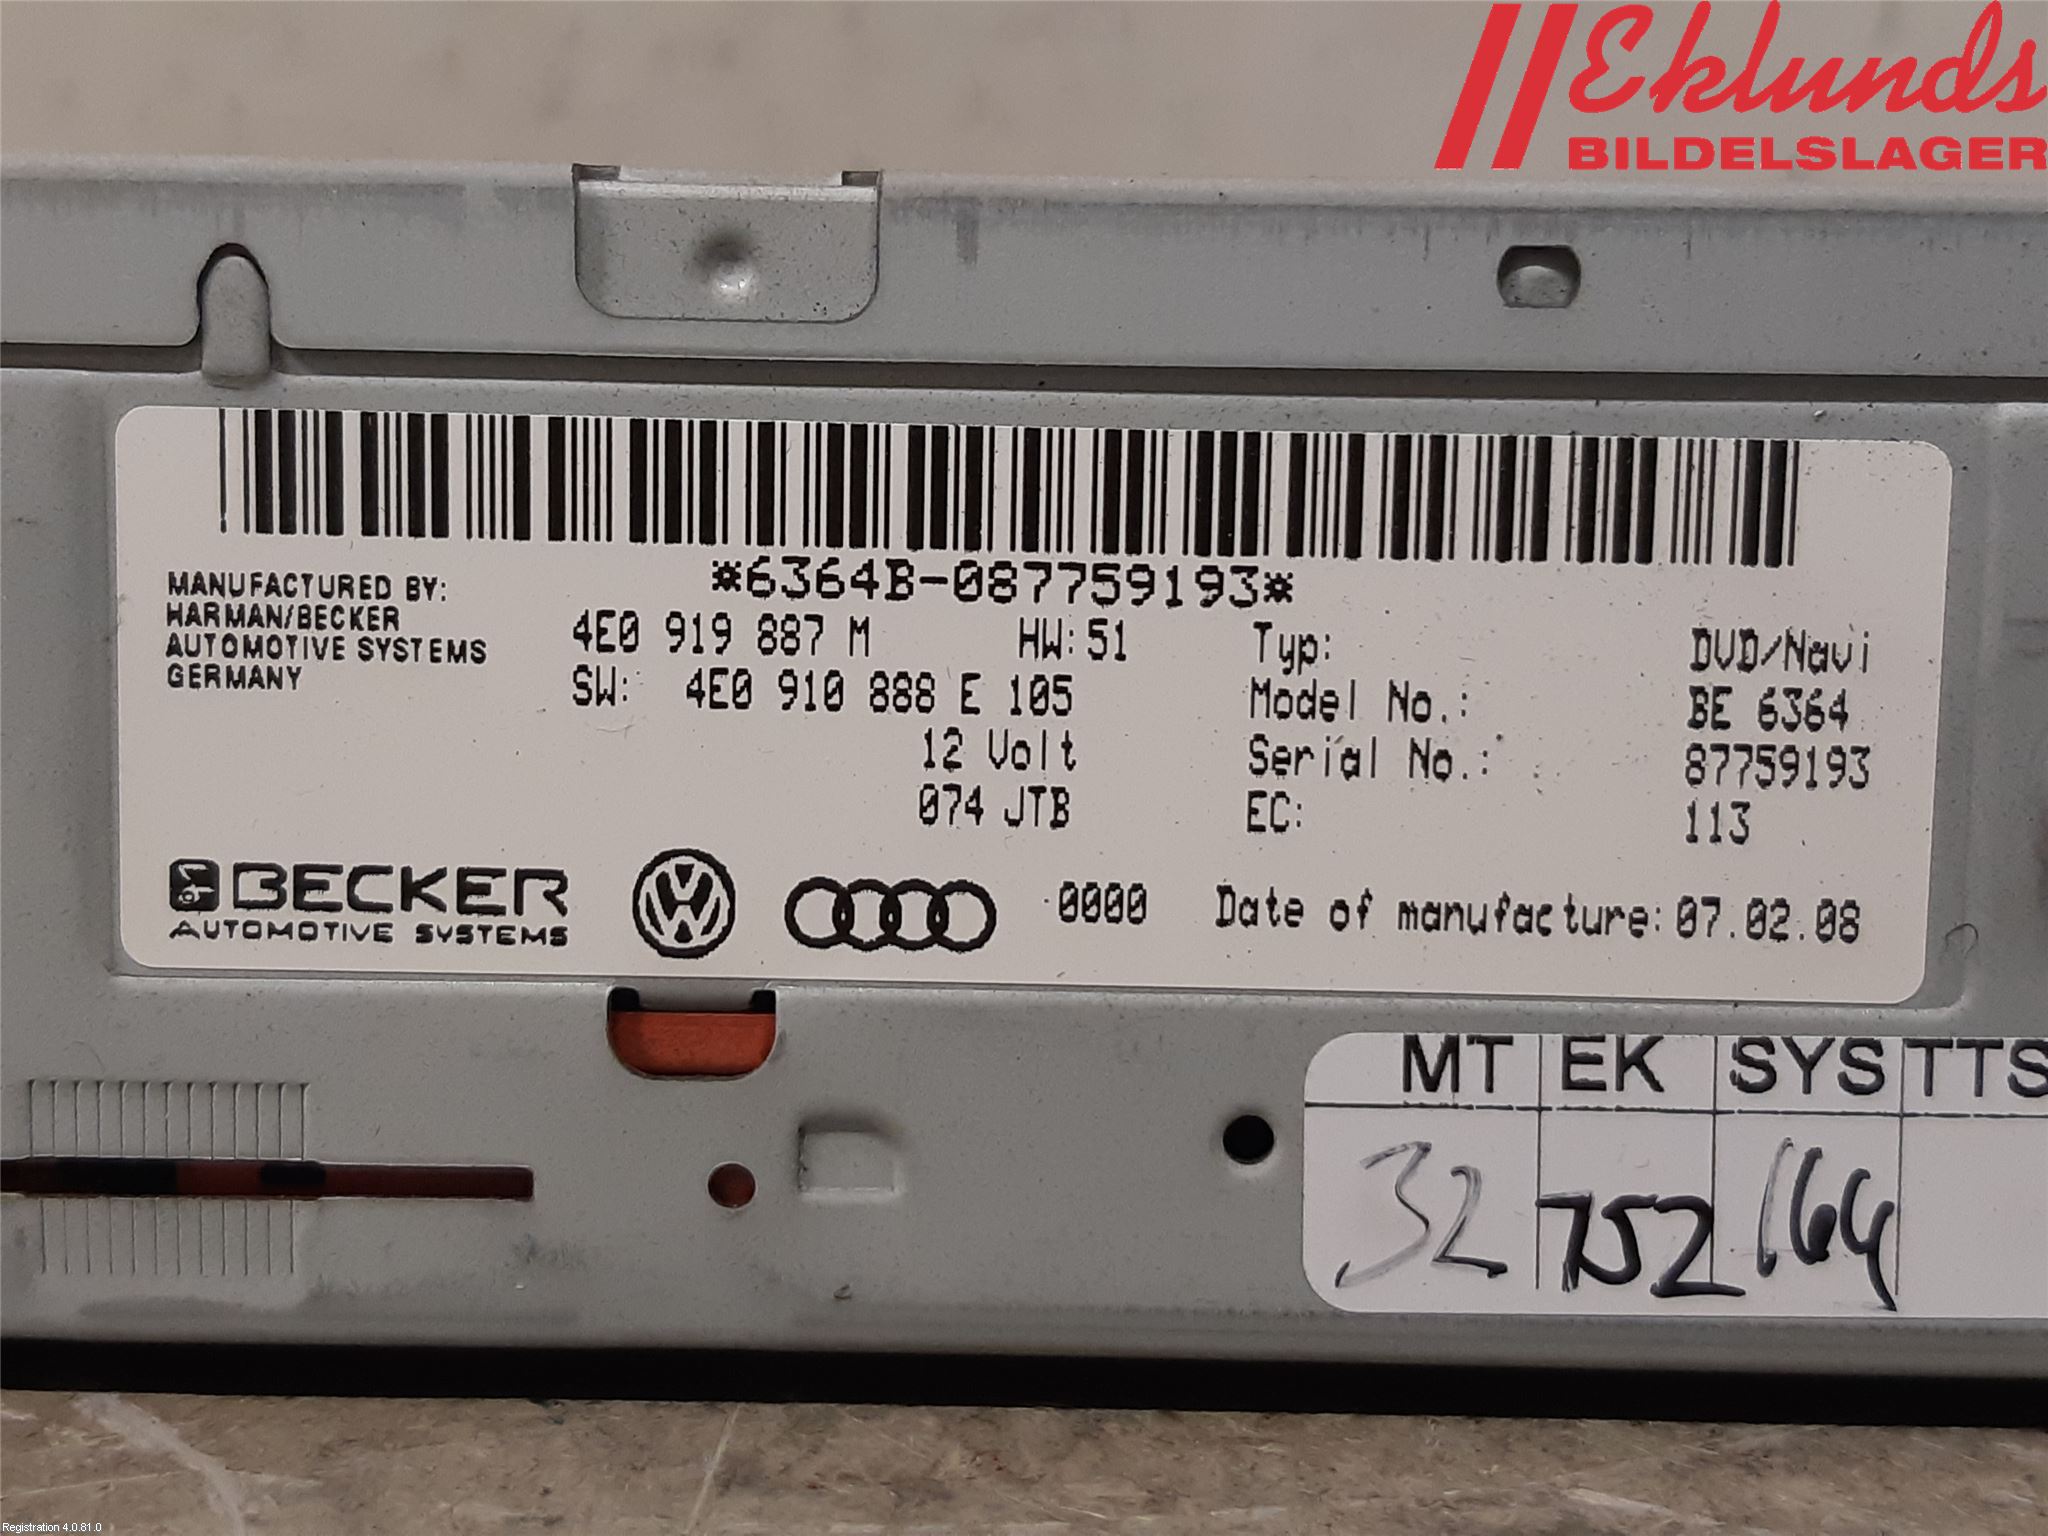 Eklunds
BILDELSLAGER
*6364B-087759193*
MANUFACTURED BY:
HARMAN/BECKER
AUTOMOTIVE SYSTEMS
GERMANY
4E0 919 887 M HW: 51
SW: 4E0 910 888 E 105
12 Volt
074 JTB
Typ: DVD/Navi
Model No.: BE 6364
Serial No.: 87759193
EC: 113
BECKER
AUTOMOTIVE SYSTEMS
0000 Date of manufacture: 07.02.08
MT EK SYS TTS
32 752 164
Registration 4.0.81.0